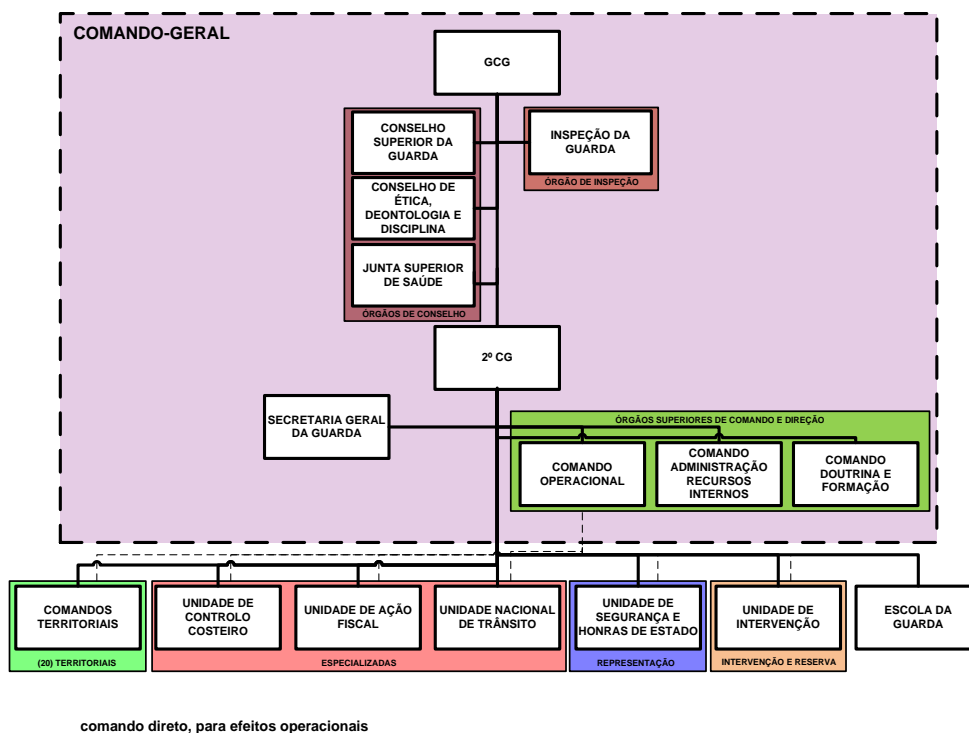 COMANDO-GERAL
GCG
CONSELHO
SUPERIOR DA
GUARDA
INSPEÇÃO DA
GUARDA
ÓRGÃO DE INSPEÇÃO
CONSELHO DE
ÉTICA,
DEONTOLOGIA E
DISCIPLINA
JUNTA SUPERIOR
DE SAÚDE
ÓRGÃOS DE CONSELHO
2º CG
SECRETARIA GERAL
DA GUARDA
ÓRGÃOS SUPERIORES DE COMANDO E DIREÇÃO
COMANDO
OPERACIONAL
COMANDO
ADMINISTRAÇÃO
RECURSOS
INTERNOS
COMANDO
DOUTRINA E
FORMAÇÃO
COMANDOS
TERRITORIAIS
(20) TERRITORIAIS
UNIDADE DE
CONTROLO
COSTEIRO
UNIDADE DE AÇÃO
FISCAL
UNIDADE NACIONAL
DE TRÂNSITO
ESPECIALIZADAS
UNIDADE DE
SEGURANÇA E
HONRAS DE ESTADO
REPRESENTAÇÃO
UNIDADE DE
INTERVENÇÃO
INTERVENÇÃO E RESERVA
ESCOLA DA
GUARDA
comando direto, para efeitos operacionais